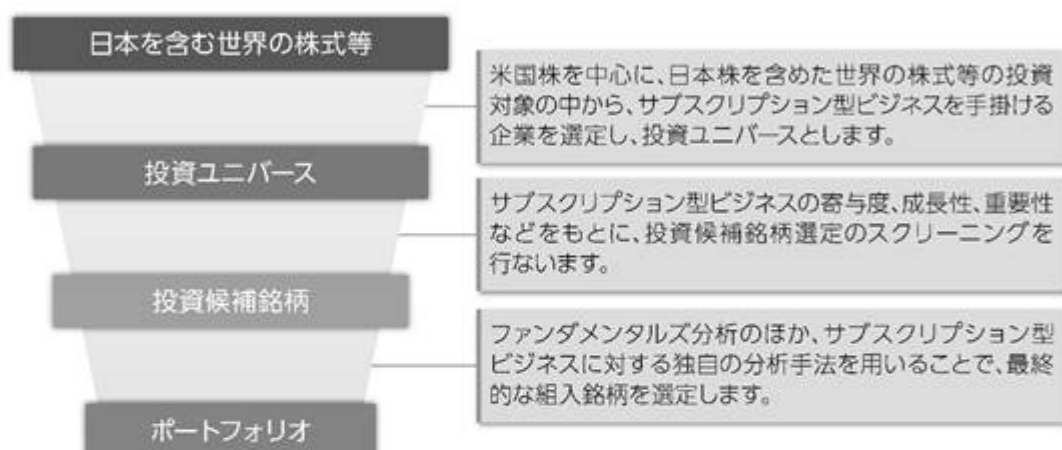 日本を含む世界の株式等
米国株を中心に、日本株を含めた世界の株式等の投資
対象の中から、サブスクリプション型ビジネスを手掛ける
企業を選定し、投資ユニバースとします。
投資ユニバース
サブスクリプション型ビジネスの寄与度、成長性、重要性
などをもとに、投資候補銘柄選定のスクリーニングを
行ないます。
投資候補銘柄
ファンダメンタルズ分析のほか、サブスクリプション型
ビジネスに対する独自の分析手法を用いることで、最終
的な組入銘柄を選定します。
ポートフォリオ